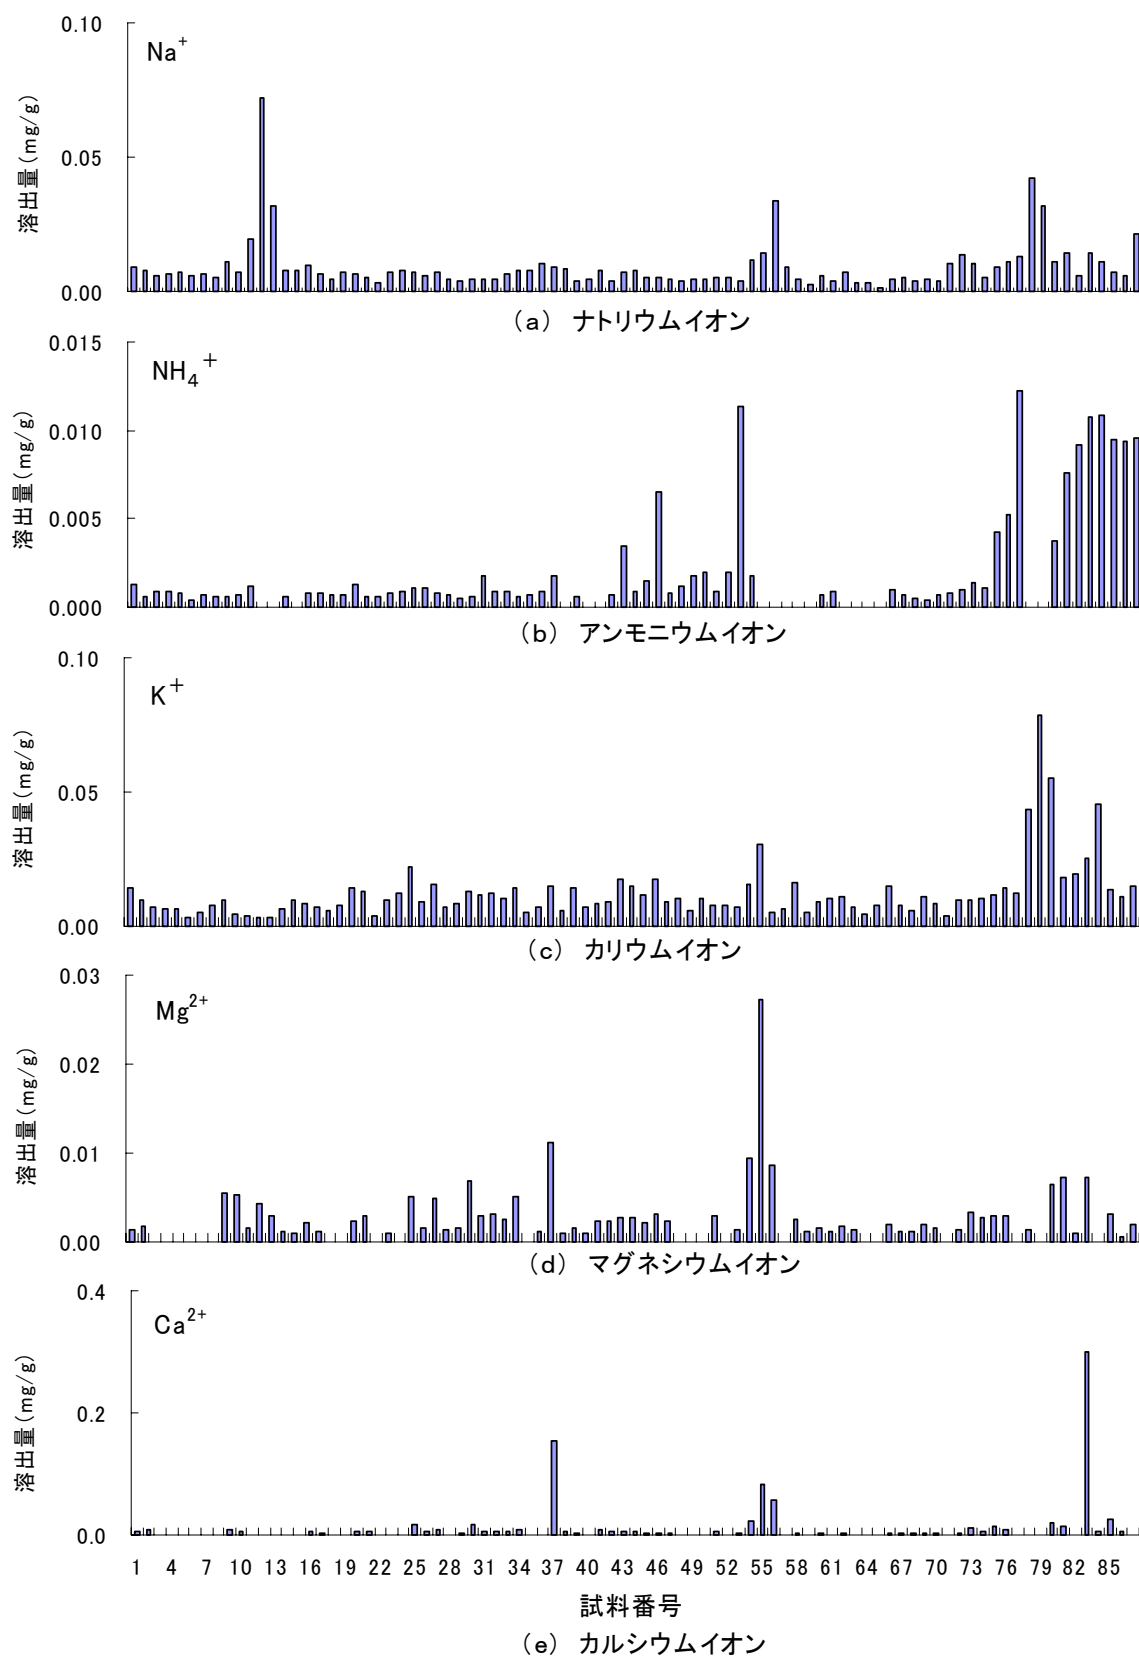 Na+
0.10
0.05
0.00
溶出量(mg/g)
(a) ナトリウムイオン
NH4+
0.015
0.010
0.005
0.000
溶出量(mg/g)
(b) アンモニウムイオン
K+
0.10
0.05
0.00
溶出量(mg/g)
(c) カリウムイオン
Mg2+
0.03
0.02
0.01
0.00
溶出量(mg/g)
(d) マグネシウムイオン
Ca2+
0.4
0.2
0.0
溶出量(mg/g)
1 4 7 10 13 16 19 22 25 28 31 34 37 40 43 46 49 52 55 58 61 64 67 70 73 76 79 82 85
試料番号
(e) カルシウムイオン